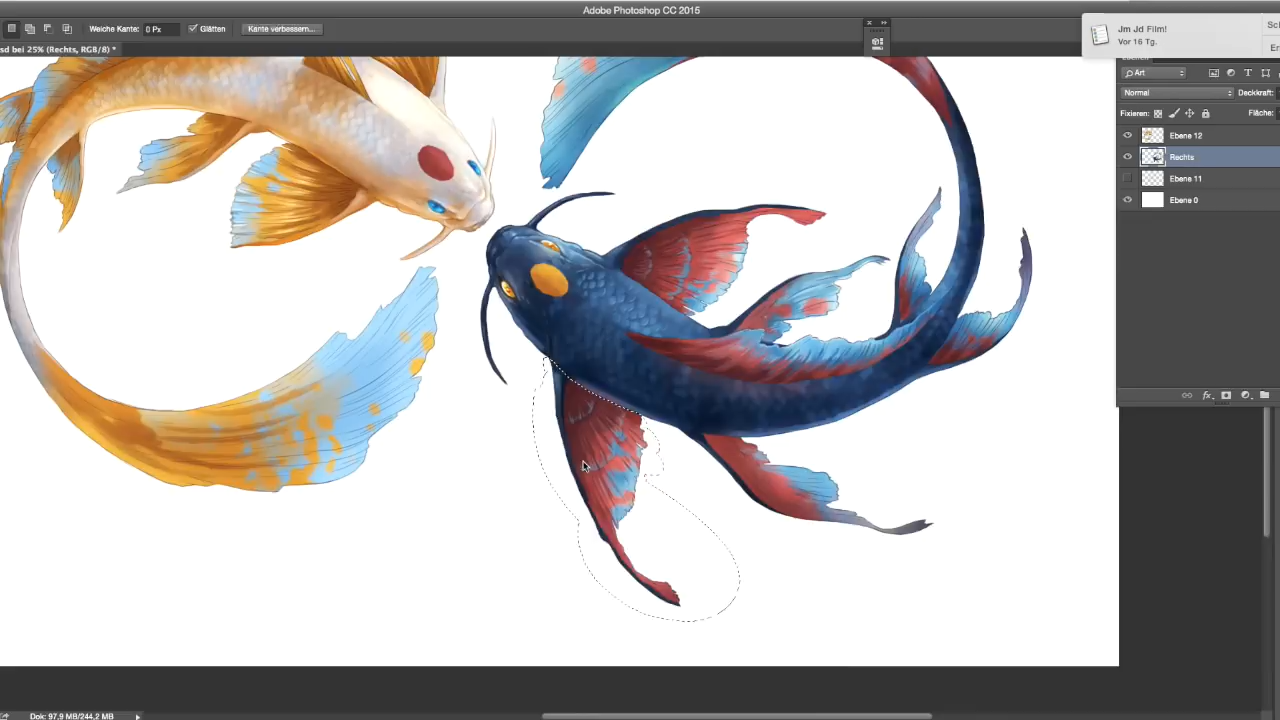 Adobe Photoshop CC 2015
Weiche Kante: 0 Px Glätten Kante verbessern...
Jm Jd Film!
Vor 16 Tg.
sd bei 25% (Rechts, RGB/8) *
Art
Normal Deckkraft:
Fixieren: Fläche:
Ebene 12
Rechts
Ebene 11
Ebene 0
fx
Dok: 97,9 MB/244,2 MB